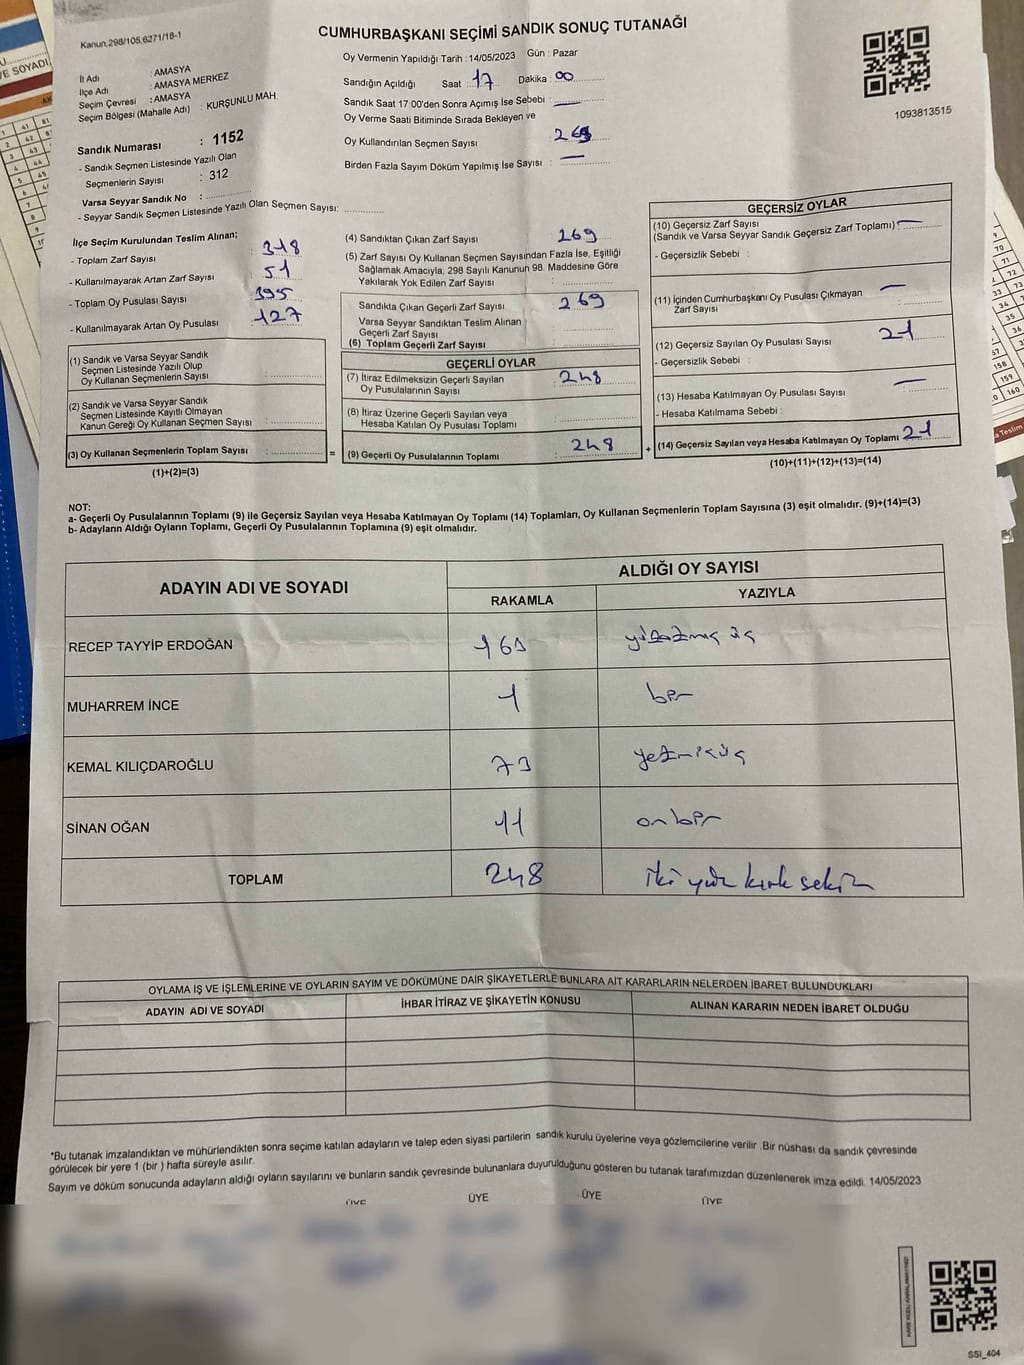 CUMHURBAŞKANI SEÇİMİ SANDIK SONUÇ TUTANAĞI
Kanun.298/105,6271/18-1
Oy Vermenin Yapıldığı Tarih :14/05/2023 Gün : Pazar
Sandığın Açıldığı Saat 17 Dakika :00
Sandık Saat 17:00'den Sonra Açımış İse Sebebi :
Oy Verme Saati Bitiminde Sırada Bekleyen ve
Oy Kullandırılan Seçmen Sayısı : 269
Birden Fazla Sayım Döküm Yapılmış İse Sayısı : —
1093813515
İl Adı : AMASYA
İlçe Adı : AMASYA MERKEZ
Seçim Çevresi : AMASYA
Seçim Bölgesi (Mahalle Adı) : KURŞUNLU MAH.
Sandık Numarası : 1152
- Sandık Seçmen Listesinde Yazılı Olan
Seçmenlerin Sayısı : 312
Varsa Seyyar Sandık No :
- Seyyar Sandık Seçmen Listesinde Yazılı Olan Seçmen Sayısı:
İlçe Seçim Kurulundan Teslim Alınan;
- Toplam Zarf Sayısı : 318
- Kullanılmayarak Artan Zarf Sayısı : 51
- Toplam Oy Pusulası Sayısı : 395
- Kullanılmayarak Artan Oy Pusulası : 127
(1) Sandık ve Varsa Seyyar Sandık
Seçmen Listesinde Yazılı Olup
Oy Kullanan Seçmenlerin Sayısı :
(2) Sandık ve Varsa Seyyar Sandık
Seçmen Listesinde Kayıtlı Olmayan
Kanun Gereği Oy Kullanan Seçmen Sayısı :
(3) Oy Kullanan Seçmenlerin Toplam Sayısı :
(1)+(2)=(3)
(4) Sandıktan Çıkan Zarf Sayısı : 269
(5) Zarf Sayısı Oy Kullanan Seçmen Sayısından Fazla İse, Eşitliği
Sağlamak Amacıyla; 298 Sayılı Kanunun 98. Maddesine Göre
Yakılarak Yok Edilen Zarf Sayısı :
Sandıkta Çıkan Geçerli Zarf Sayısı : 269
Varsa Seyyar Sandıktan Teslim Alınan
Geçerli Zarf Sayısı :
(6) Toplam Geçerli Zarf Sayısı :
GEÇERLİ OYLAR
(7) İtiraz Edilmeksizin Geçerli Sayılan
Oy Pusulalarının Sayısı : 248
(8) İtiraz Üzerine Geçerli Sayılan veya
Hesaba Katılan Oy Pusulası Toplamı :
= (9) Geçerli Oy Pusulalarının Toplamı : 248 +
GEÇERSİZ OYLAR
(10) Geçersiz Zarf Sayısı
(Sandık ve Varsa Seyyar Sandık Geçersiz Zarf Toplamı) : —
- Geçersizlik Sebebi :
(11) İçinden Cumhurbaşkanı Oy Pusulası Çıkmayan
Zarf Sayısı : —
(12) Geçersiz Sayılan Oy Pusulası Sayısı : 21
- Geçersizlik Sebebi :
(13) Hesaba Katılmayan Oy Pusulası Sayısı : —
- Hesaba Katılmama Sebebi :
(14) Geçersiz Sayılan veya Hesaba Katılmayan Oy Toplamı 21
(10)+(11)+(12)+(13)=(14)
NOT:
a- Geçerli Oy Pusulalarının Toplamı (9) ile Geçersiz Sayılan veya Hesaba Katılmayan Oy Toplamı (14) Toplamları, Oy Kullanan Seçmenlerin Toplam Sayısına (3) eşit olmalıdır. (9)+(14)=(3)
b- Adayların Aldığı Oyların Toplamı, Geçerli Oy Pusulalarının Toplamına (9) eşit olmalıdır.
ADAYIN ADI VE SOYADI
ALDIĞI OY SAYISI
RAKAMLA YAZIYLA
RECEP TAYYİP ERDOĞAN 163 yüzatmış üç
MUHARREM İNCE 1 bir
KEMAL KILIÇDAROĞLU 73 yetmişüç
SİNAN OĞAN 11 onbir
TOPLAM 248 iki yüz kırk sekiz
OYLAMA İŞ VE İŞLEMLERİNE VE OYLARIN SAYIM VE DÖKÜMÜNE DAİR ŞİKAYETLERLE BUNLARA AİT KARARLARIN NELERDEN İBARET BULUNDUKLARI
ADAYIN ADI VE SOYADI İHBAR İTİRAZ VE ŞİKAYETİN KONUSU ALINAN KARARIN NEDEN İBARET OLDUĞU
*Bu tutanak imzalandıktan ve mühürlendikten sonra seçime katılan adayların ve talep eden siyasi partilerin sandık kurulu üyelerine veya gözlemcilerine verilir .Bir nüshası da sandık çevresinde
görülecek bir yere 1 (bir ) hafta süreyle asılır.
Sayım ve döküm sonucunda adayların aldığı oyların sayılarını ve bunların sandık çevresinde bulunanlara duyurulduğunu gösteren bu tutanak tarafımızdan düzenlenerek imza edildi. 14/05/2023
ÜYE ÜYE ÜYE ÜYE
SSİ_404